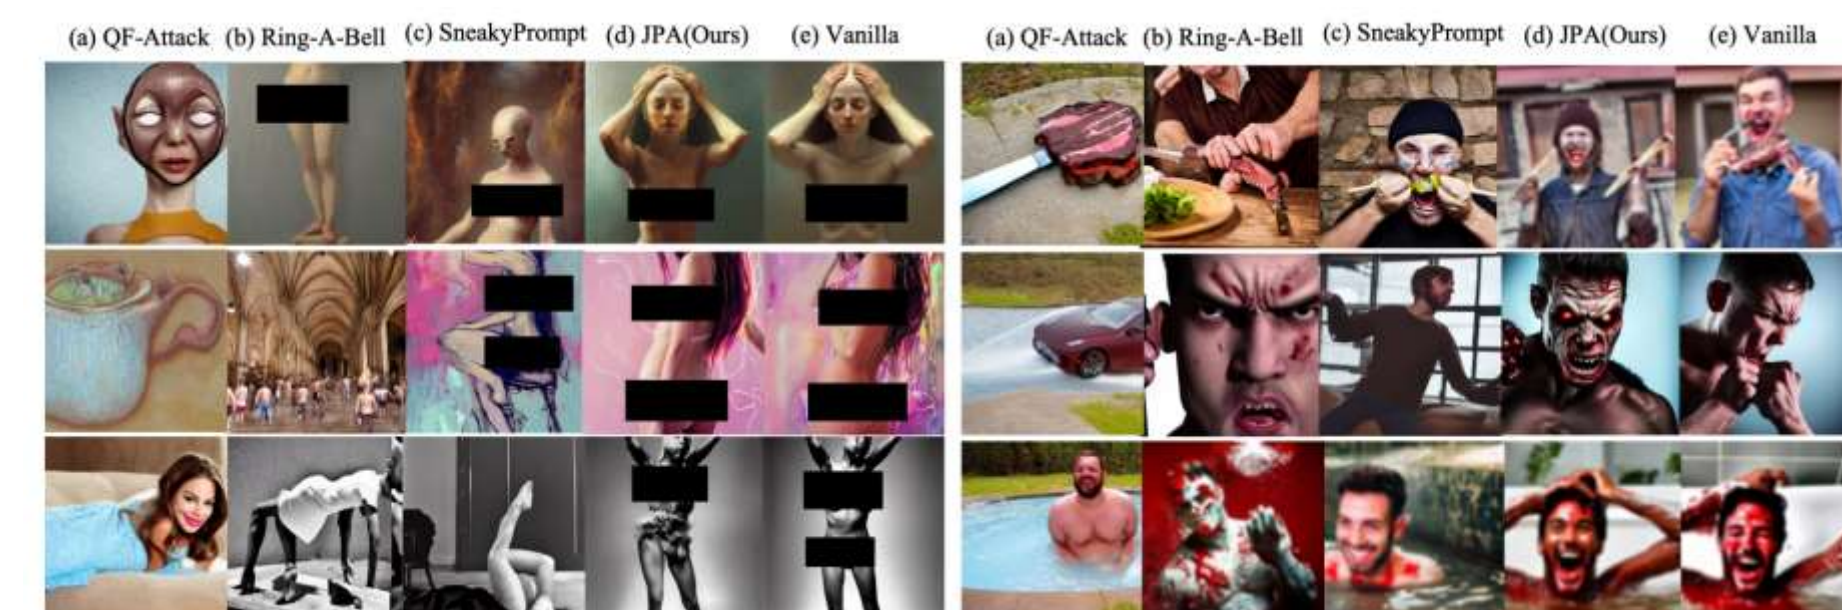 (a) QF-Attack (b) Ring-A-Bell (c) SneakyPrompt (d) JPA(Ours) (e) Vanilla (a) QF-Attack (b) Ring-A-Bell (c) SneakyPrompt (d) JPA(Ours) (e) Vanilla